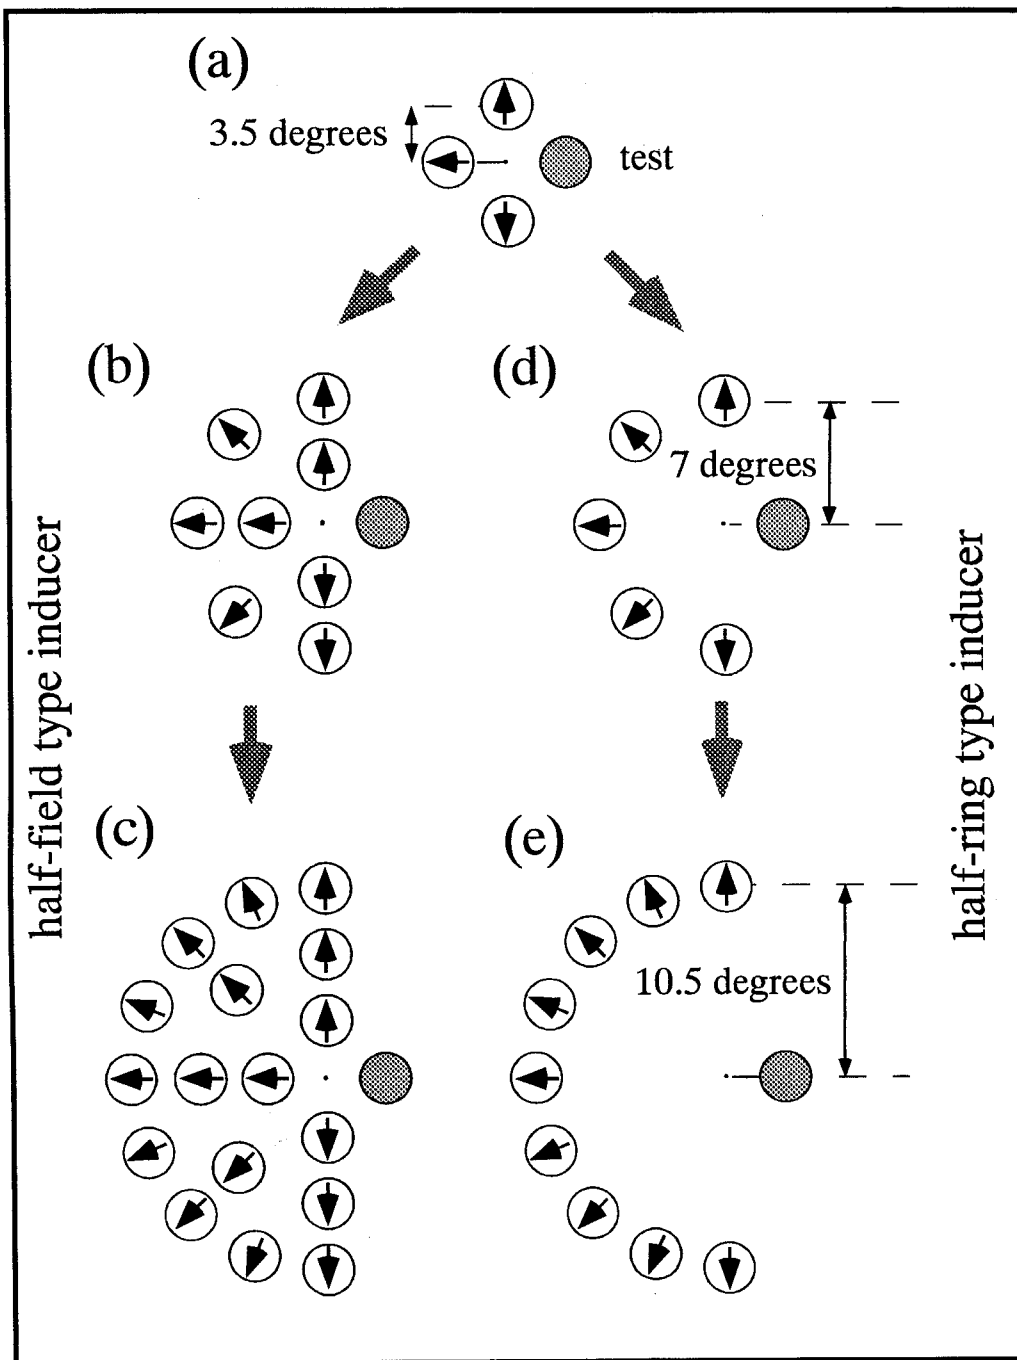 (a)
3.5 degrees
test
(b)
(d)
7 degrees
half-field type inducer
half-ring type inducer
(c)
(e)
10.5 degrees